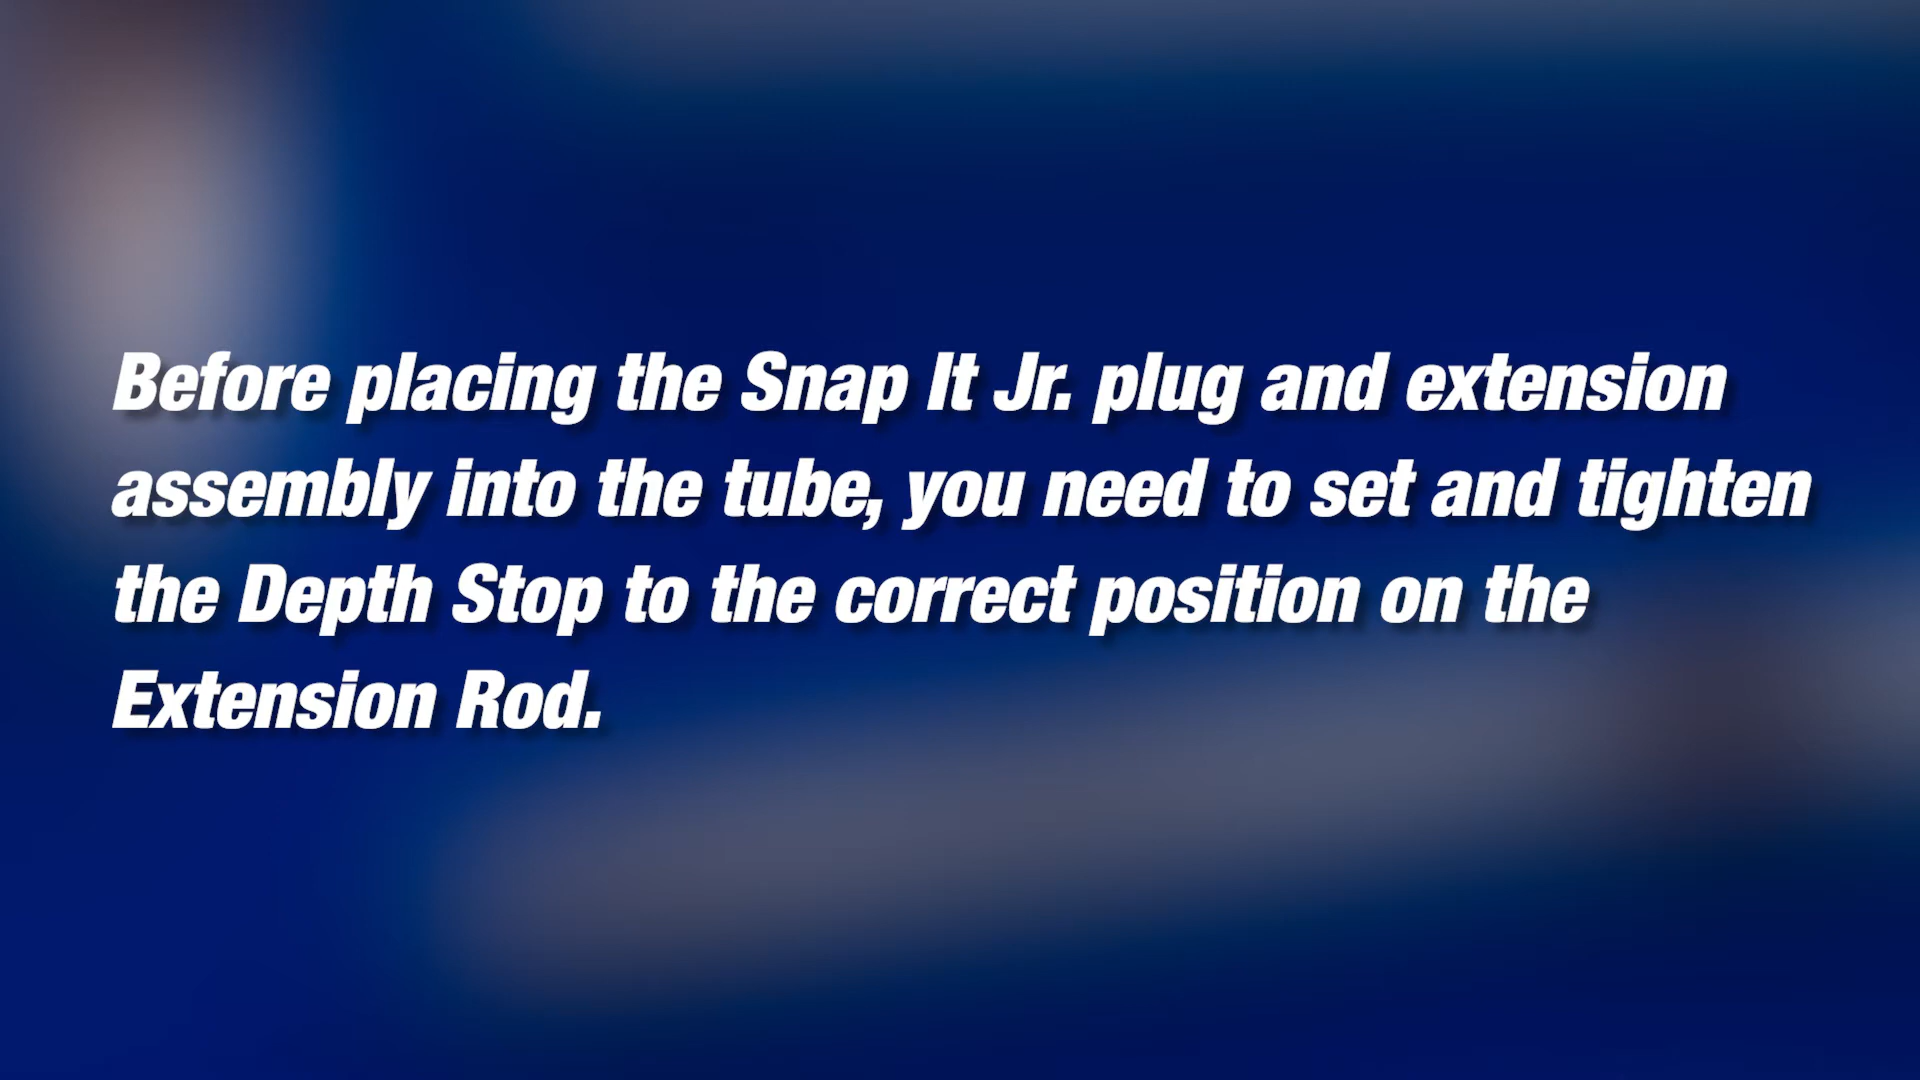 Before placing the Snap It Jr. plug and extension
assembly into the tube, you need to set and tighten
the Depth Stop to the correct position on the
Extension Rod.